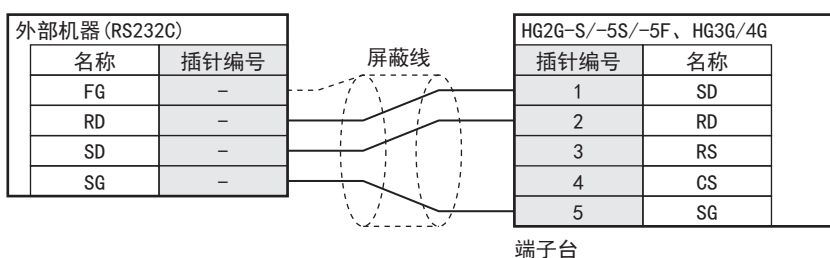 外部机器(RS232C)
名称 插针编号
FG -
RD -
SD -
SG -
屏蔽线
HG2G-S/-5S/-5F、HG3G/4G
插针编号 名称
1 SD
2 RD
3 RS
4 CS
5 SG
端子台